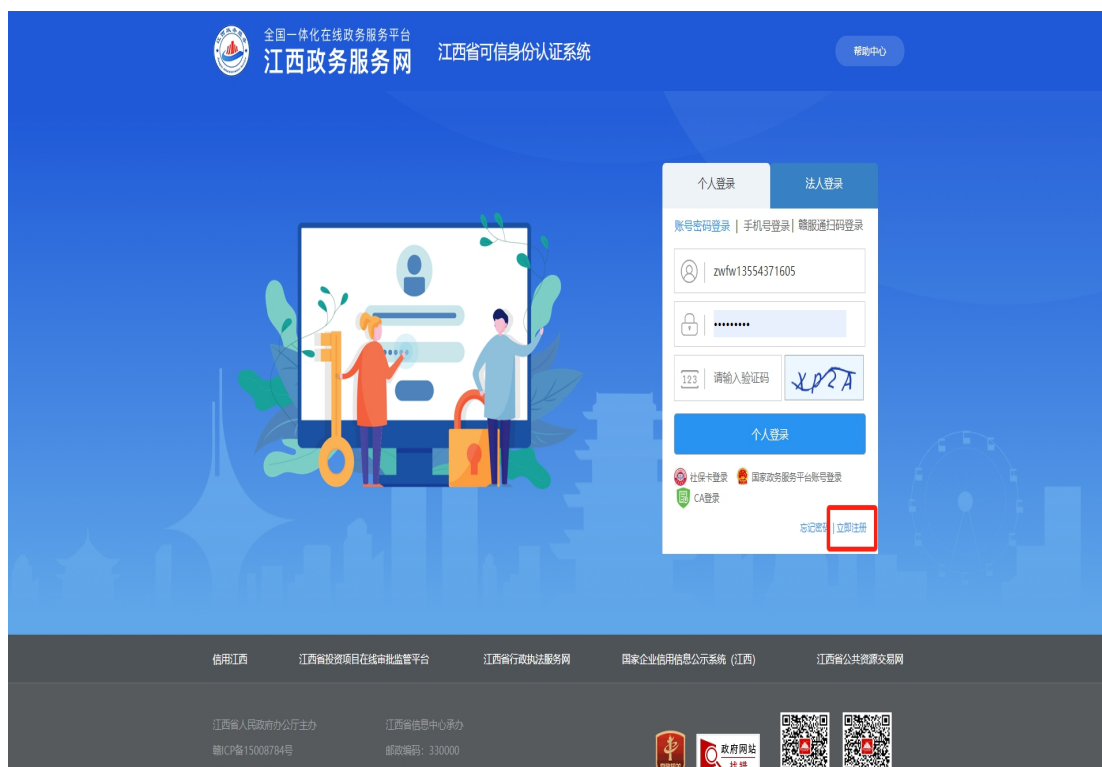 全国一体化在线政务服务平台
江西政务服务网
江西省可信身份认证系统
帮助中心
个人登录
法人登录
账号密码登录 | 手机号登录 | 赣服通扫码登录
zwfw13554371605
•••••••••
123 请输入验证码
XP2A
个人登录
社保卡登录 国家政务服务平台账号登录
CA登录
忘记密码 | 立即注册
信用江西 江西省投资项目在线审批监管平台 江西省行政执法服务网 国家企业信用信息公示系统 (江西) 江西省公共资源交易网
江西省人民政府办公厅主办 江西省信息中心承办
赣ICP备15008784号 邮政编码：330000
政府网站
找错